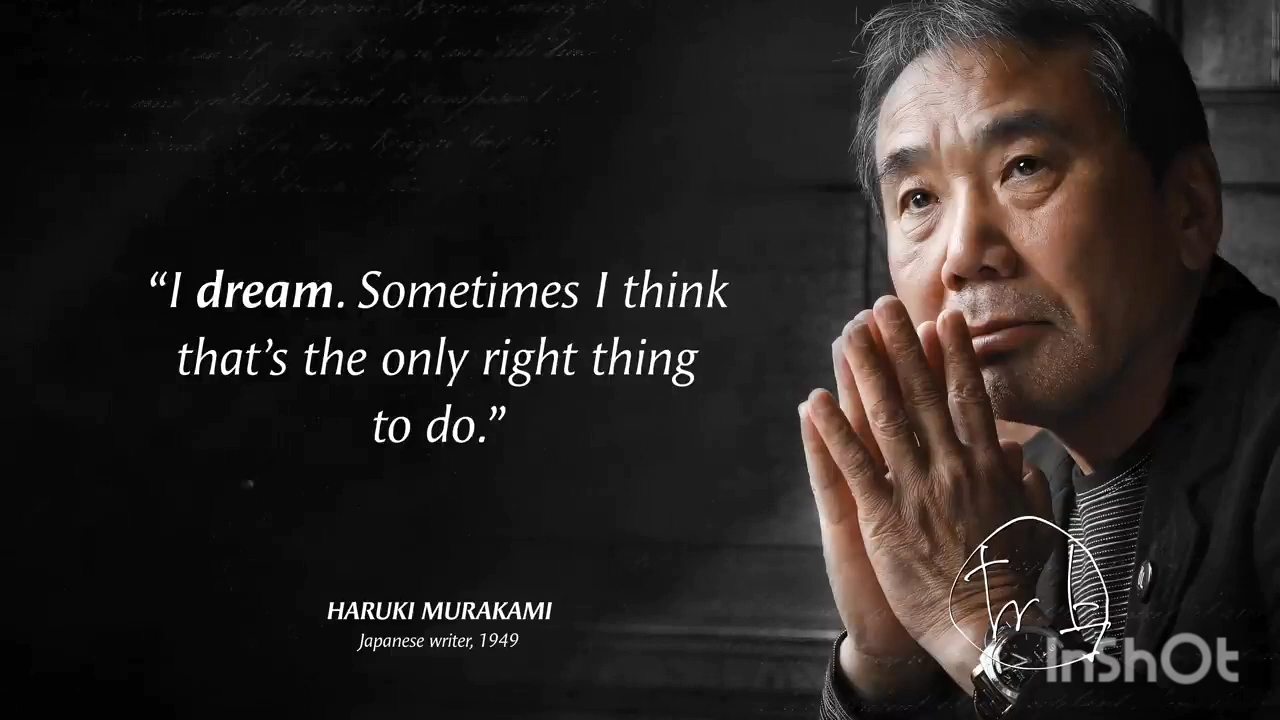 “I dream. Sometimes I think
that’s the only right thing
to do.”
HARUKI MURAKAMI
Japanese writer, 1949
InShOt